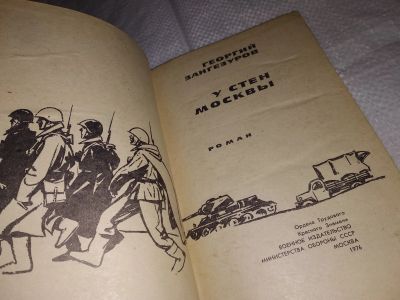 ГЕОРГИЙ
ЗАНГЕЗУРОВ
У СТЕН
МОСКВЫ
РОМАН
Ордена Трудового
Красного Знамени
ВОЕННОЕ ИЗДАТЕЛЬСТВО
МИНИСТЕРСТВА ОБОРОНЫ СССР
МОСКВА
1976